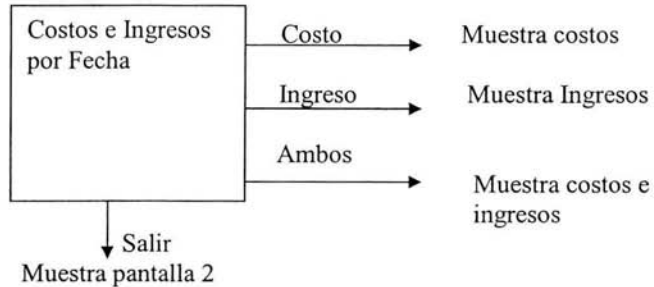 Costos e Ingresos
por Fecha
Costo
Muestra costos
Ingreso
Muestra Ingresos
Ambos
Muestra costos e
ingresos
Salir
Muestra pantalla 2